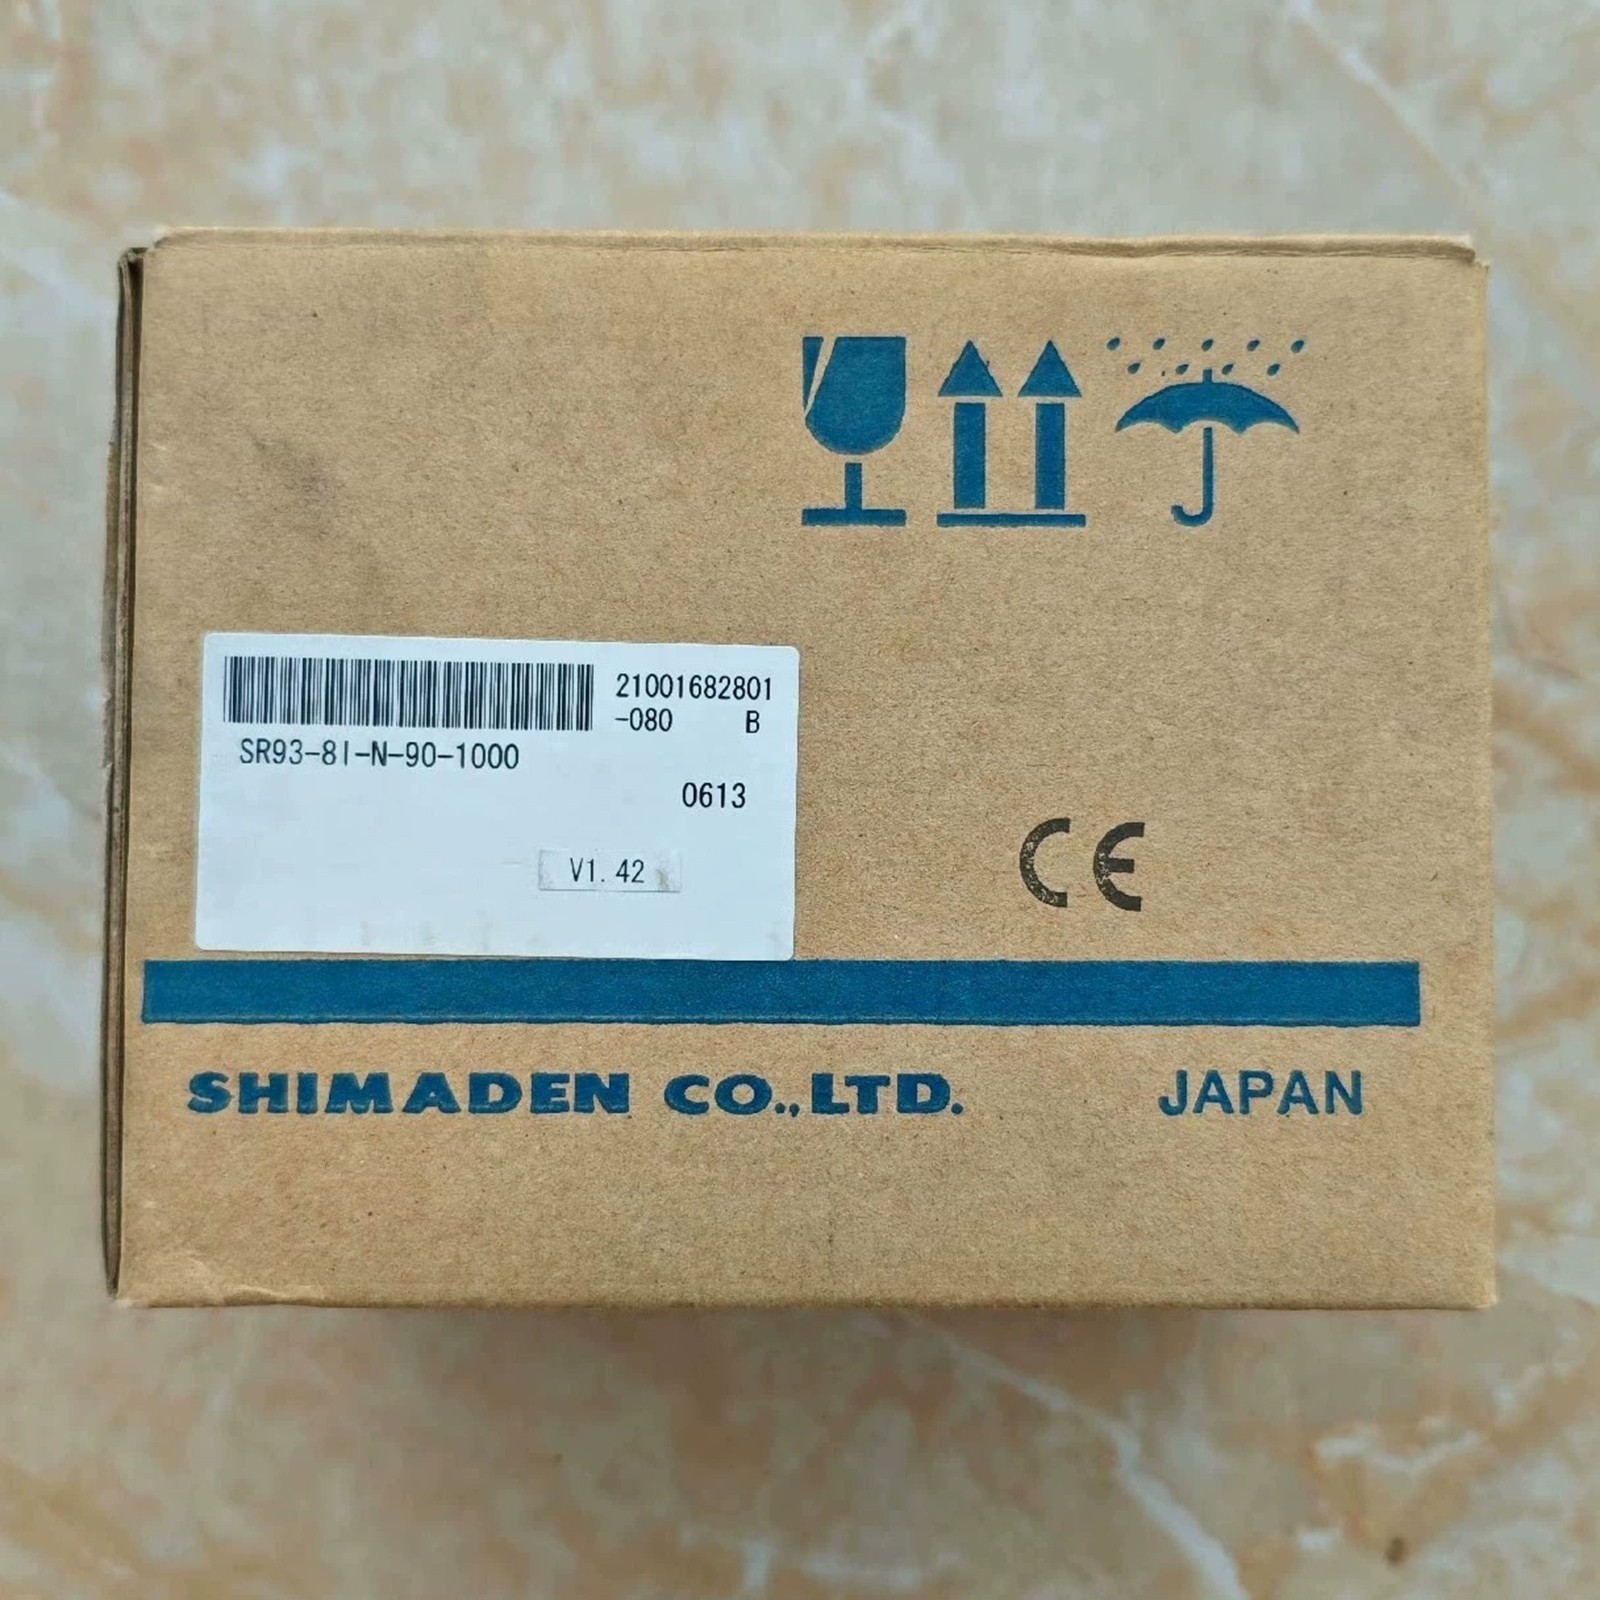 21001682801
-080 B
SR93-8I-N-90-1000
0613
V1.42
CE
SHIMADEN CO.,LTD. JAPAN